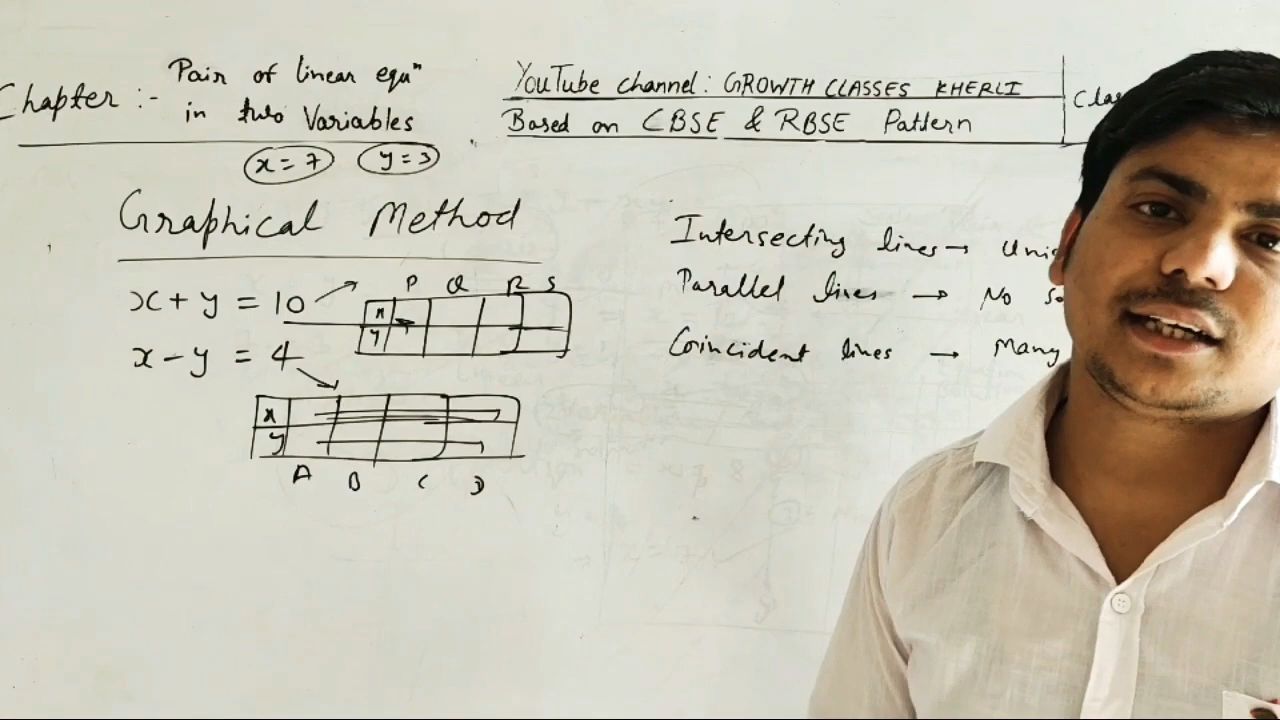 Chapter :- Pair of linear equⁿ
in two Variables
YouTube channel: GROWTH CLASSES KHERLI
Based on CBSE & RBSE Pattern
x = 7 y = 3
Graphical Method
x + y = 10
x - y = 4
P Q R S
x
y
x
y
A B C D
Intersecting lines →
Parallel lines → No
Coincident lines → Many